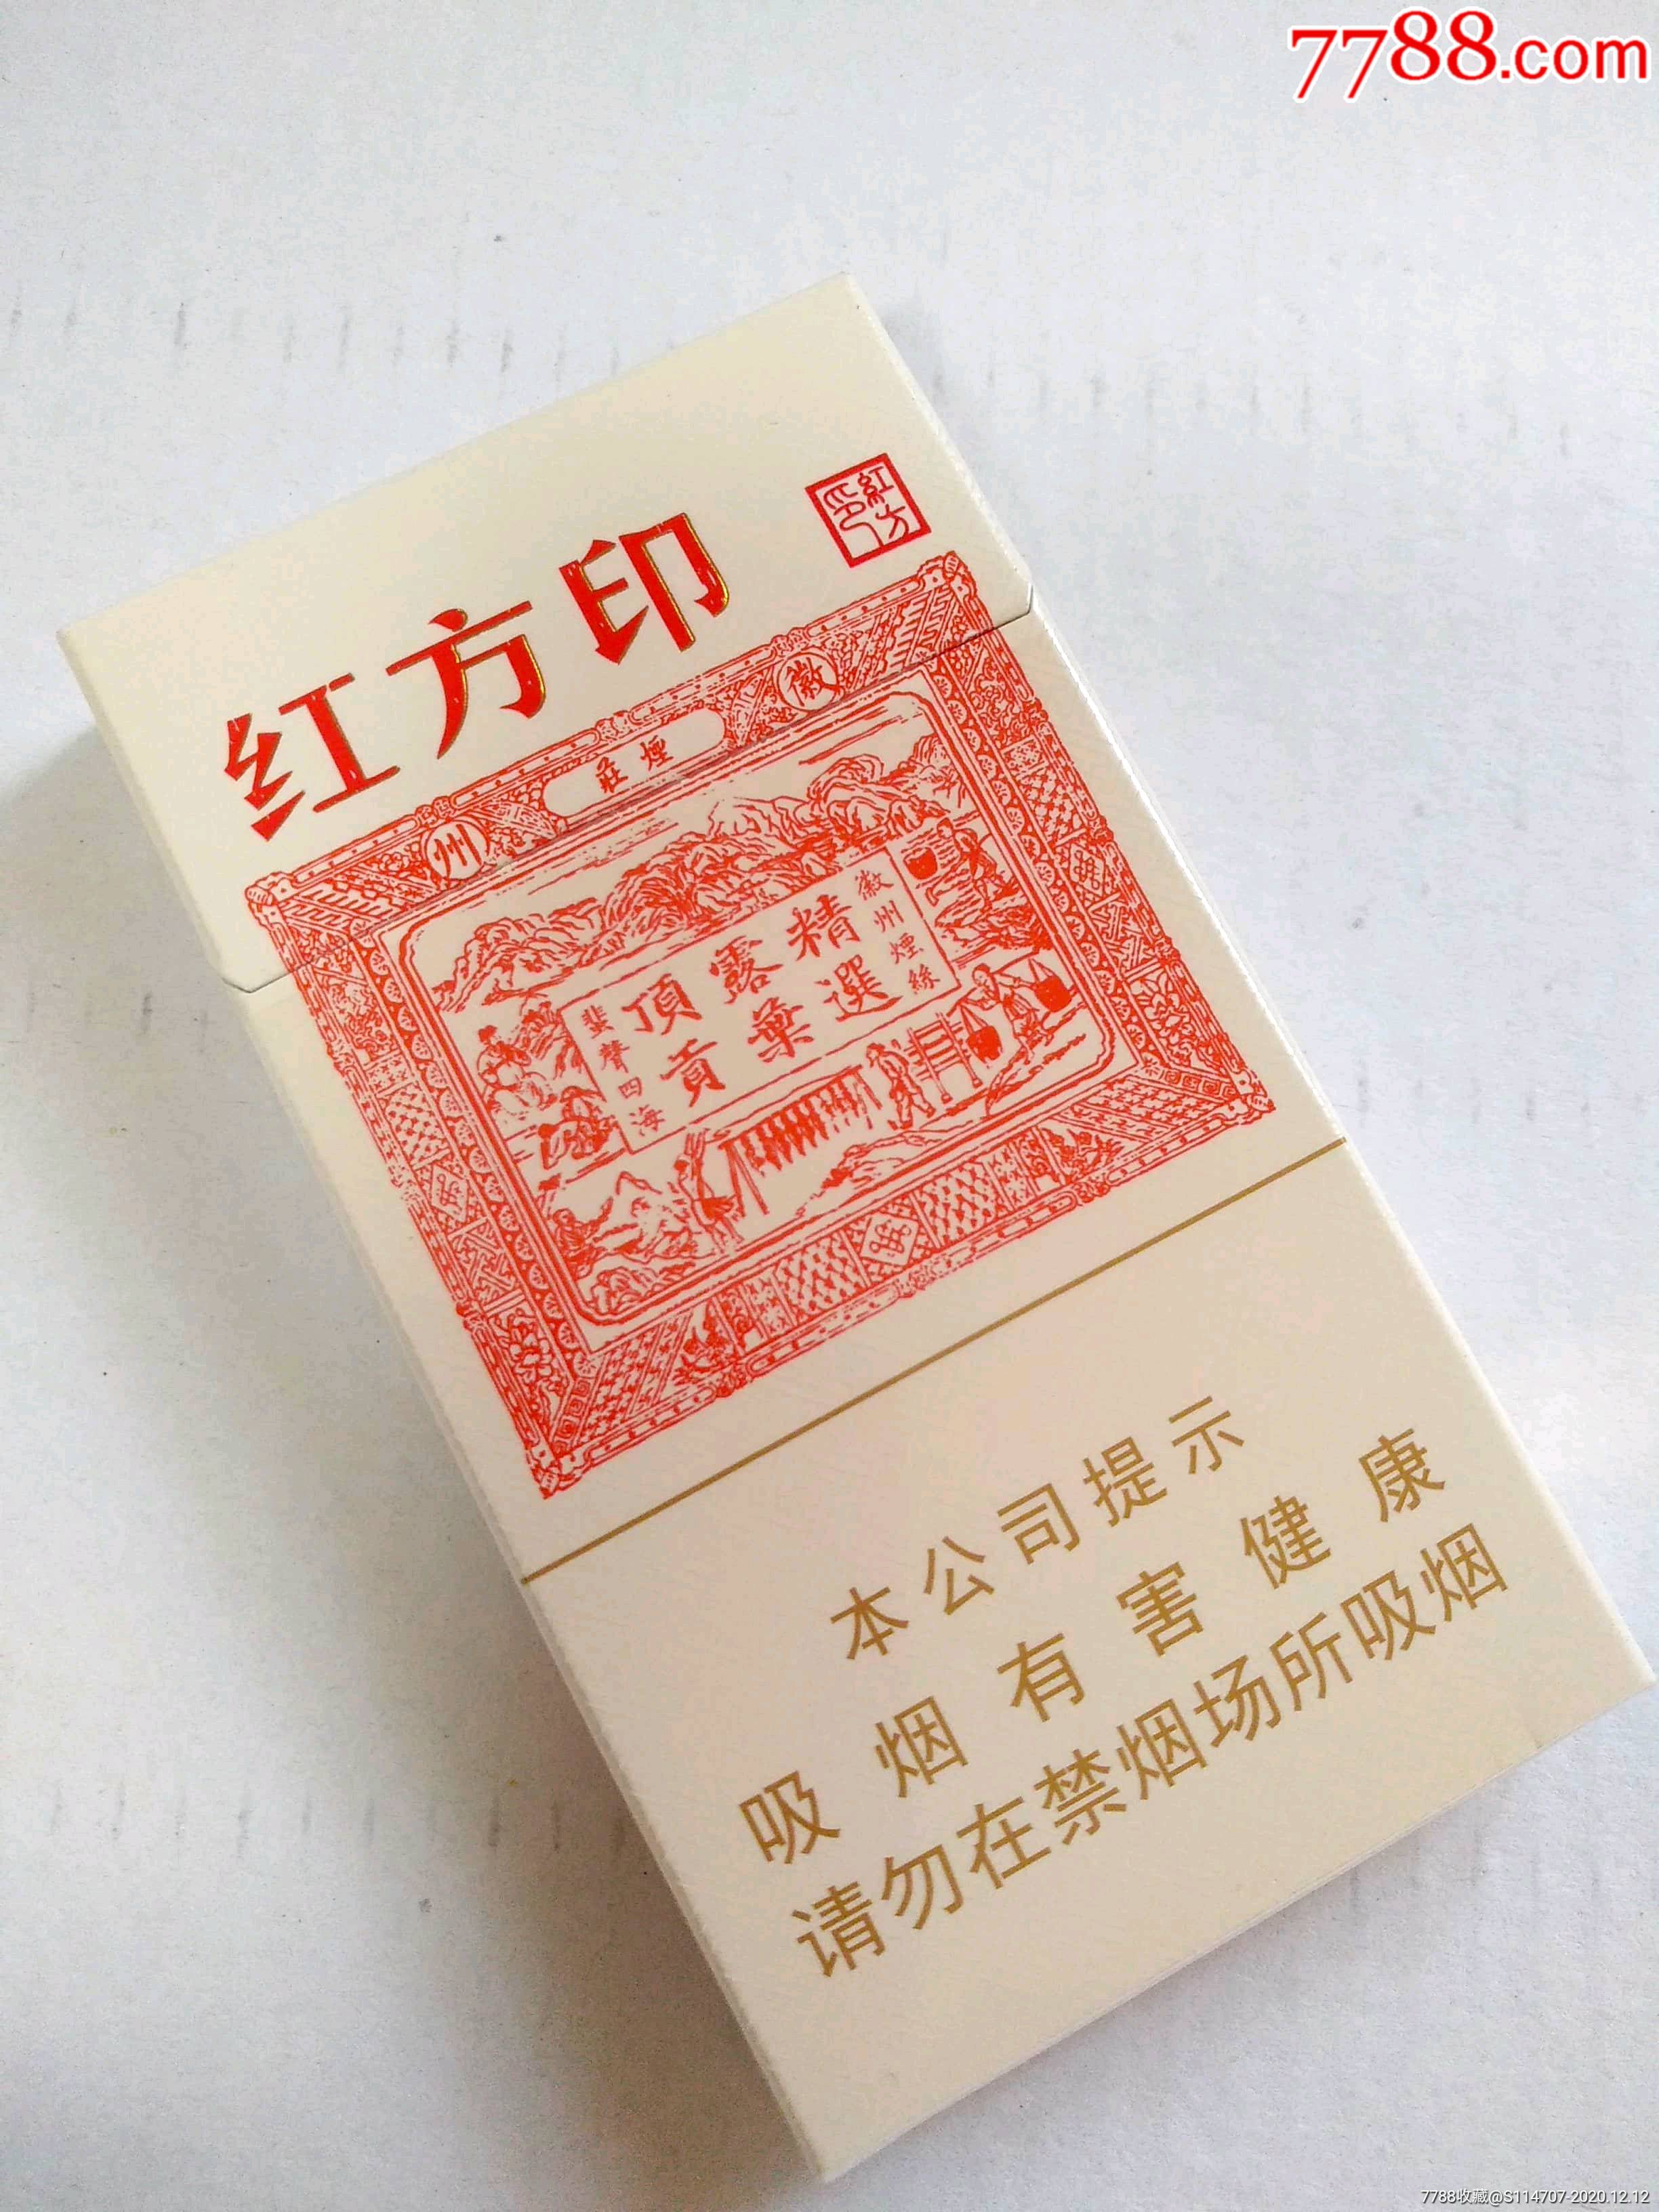 7788.com
红方印
紅方印
徽
煙莊
州
徽州煙絲
精選
露葉
頂貢
蜚聲四海
本公司提示
吸烟有害健康
请勿在禁烟场所吸烟
7788收藏@S114707-2020.12.12